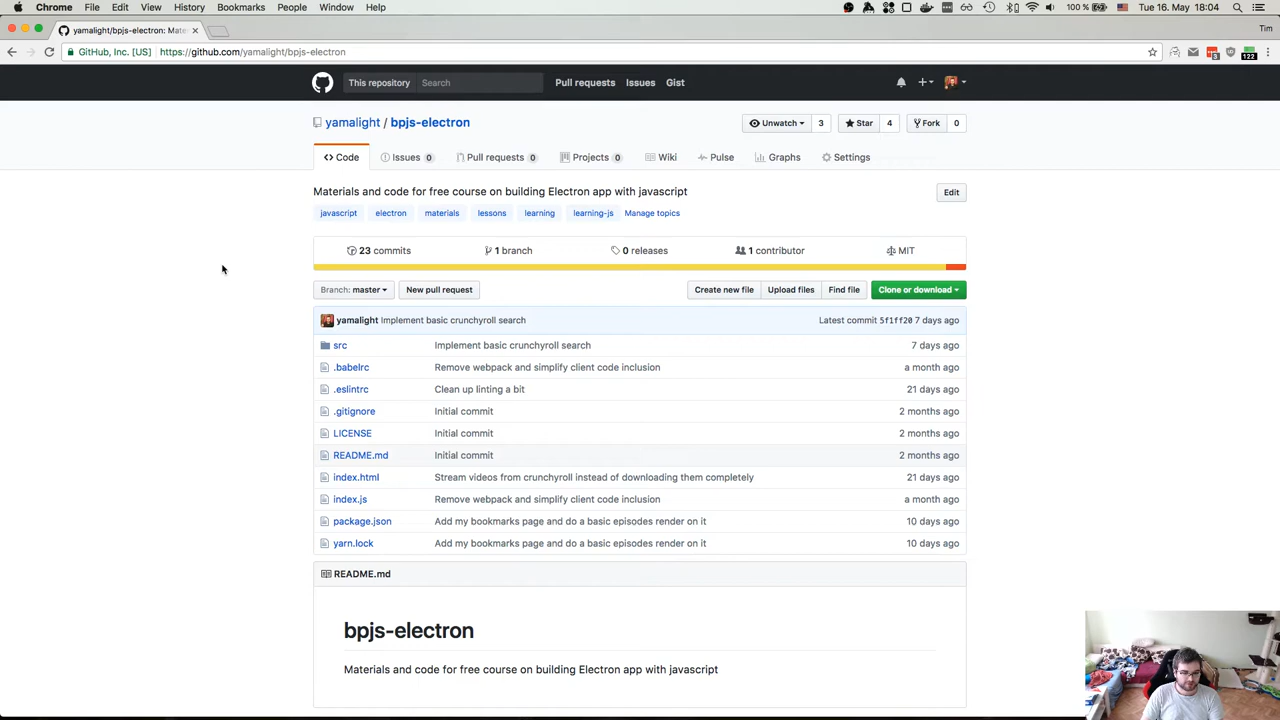 Chrome File Edit View History Bookmarks People Window Help 100 % Tue 16. May 18:04
yamalight/bpjs-electron: Mate Tim
GitHub, Inc. [US] https://github.com/yamalight/bpjs-electron 3 122
This repository Search Pull requests Issues Gist
yamalight / bpjs-electron Unwatch 3 Star 4 Fork 0
Code Issues 0 Pull requests 0 Projects 0 Wiki Pulse Graphs Settings
Materials and code for free course on building Electron app with javascript Edit
javascript electron materials lessons learning learning-js Manage topics
23 commits 1 branch 0 releases 1 contributor MIT
Branch: master New pull request Create new file Upload files Find file Clone or download
yamalight Implement basic crunchyroll search Latest commit 5f1ff20 7 days ago
src Implement basic crunchyroll search 7 days ago
.babelrc Remove webpack and simplify client code inclusion a month ago
.eslintrc Clean up linting a bit 21 days ago
.gitignore Initial commit 2 months ago
LICENSE Initial commit 2 months ago
README.md Initial commit 2 months ago
index.html Stream videos from crunchyroll instead of downloading them completely 21 days ago
index.js Remove webpack and simplify client code inclusion a month ago
package.json Add my bookmarks page and do a basic episodes render on it 10 days ago
yarn.lock Add my bookmarks page and do a basic episodes render on it 10 days ago
README.md
bpjs-electron
Materials and code for free course on building Electron app with javascript